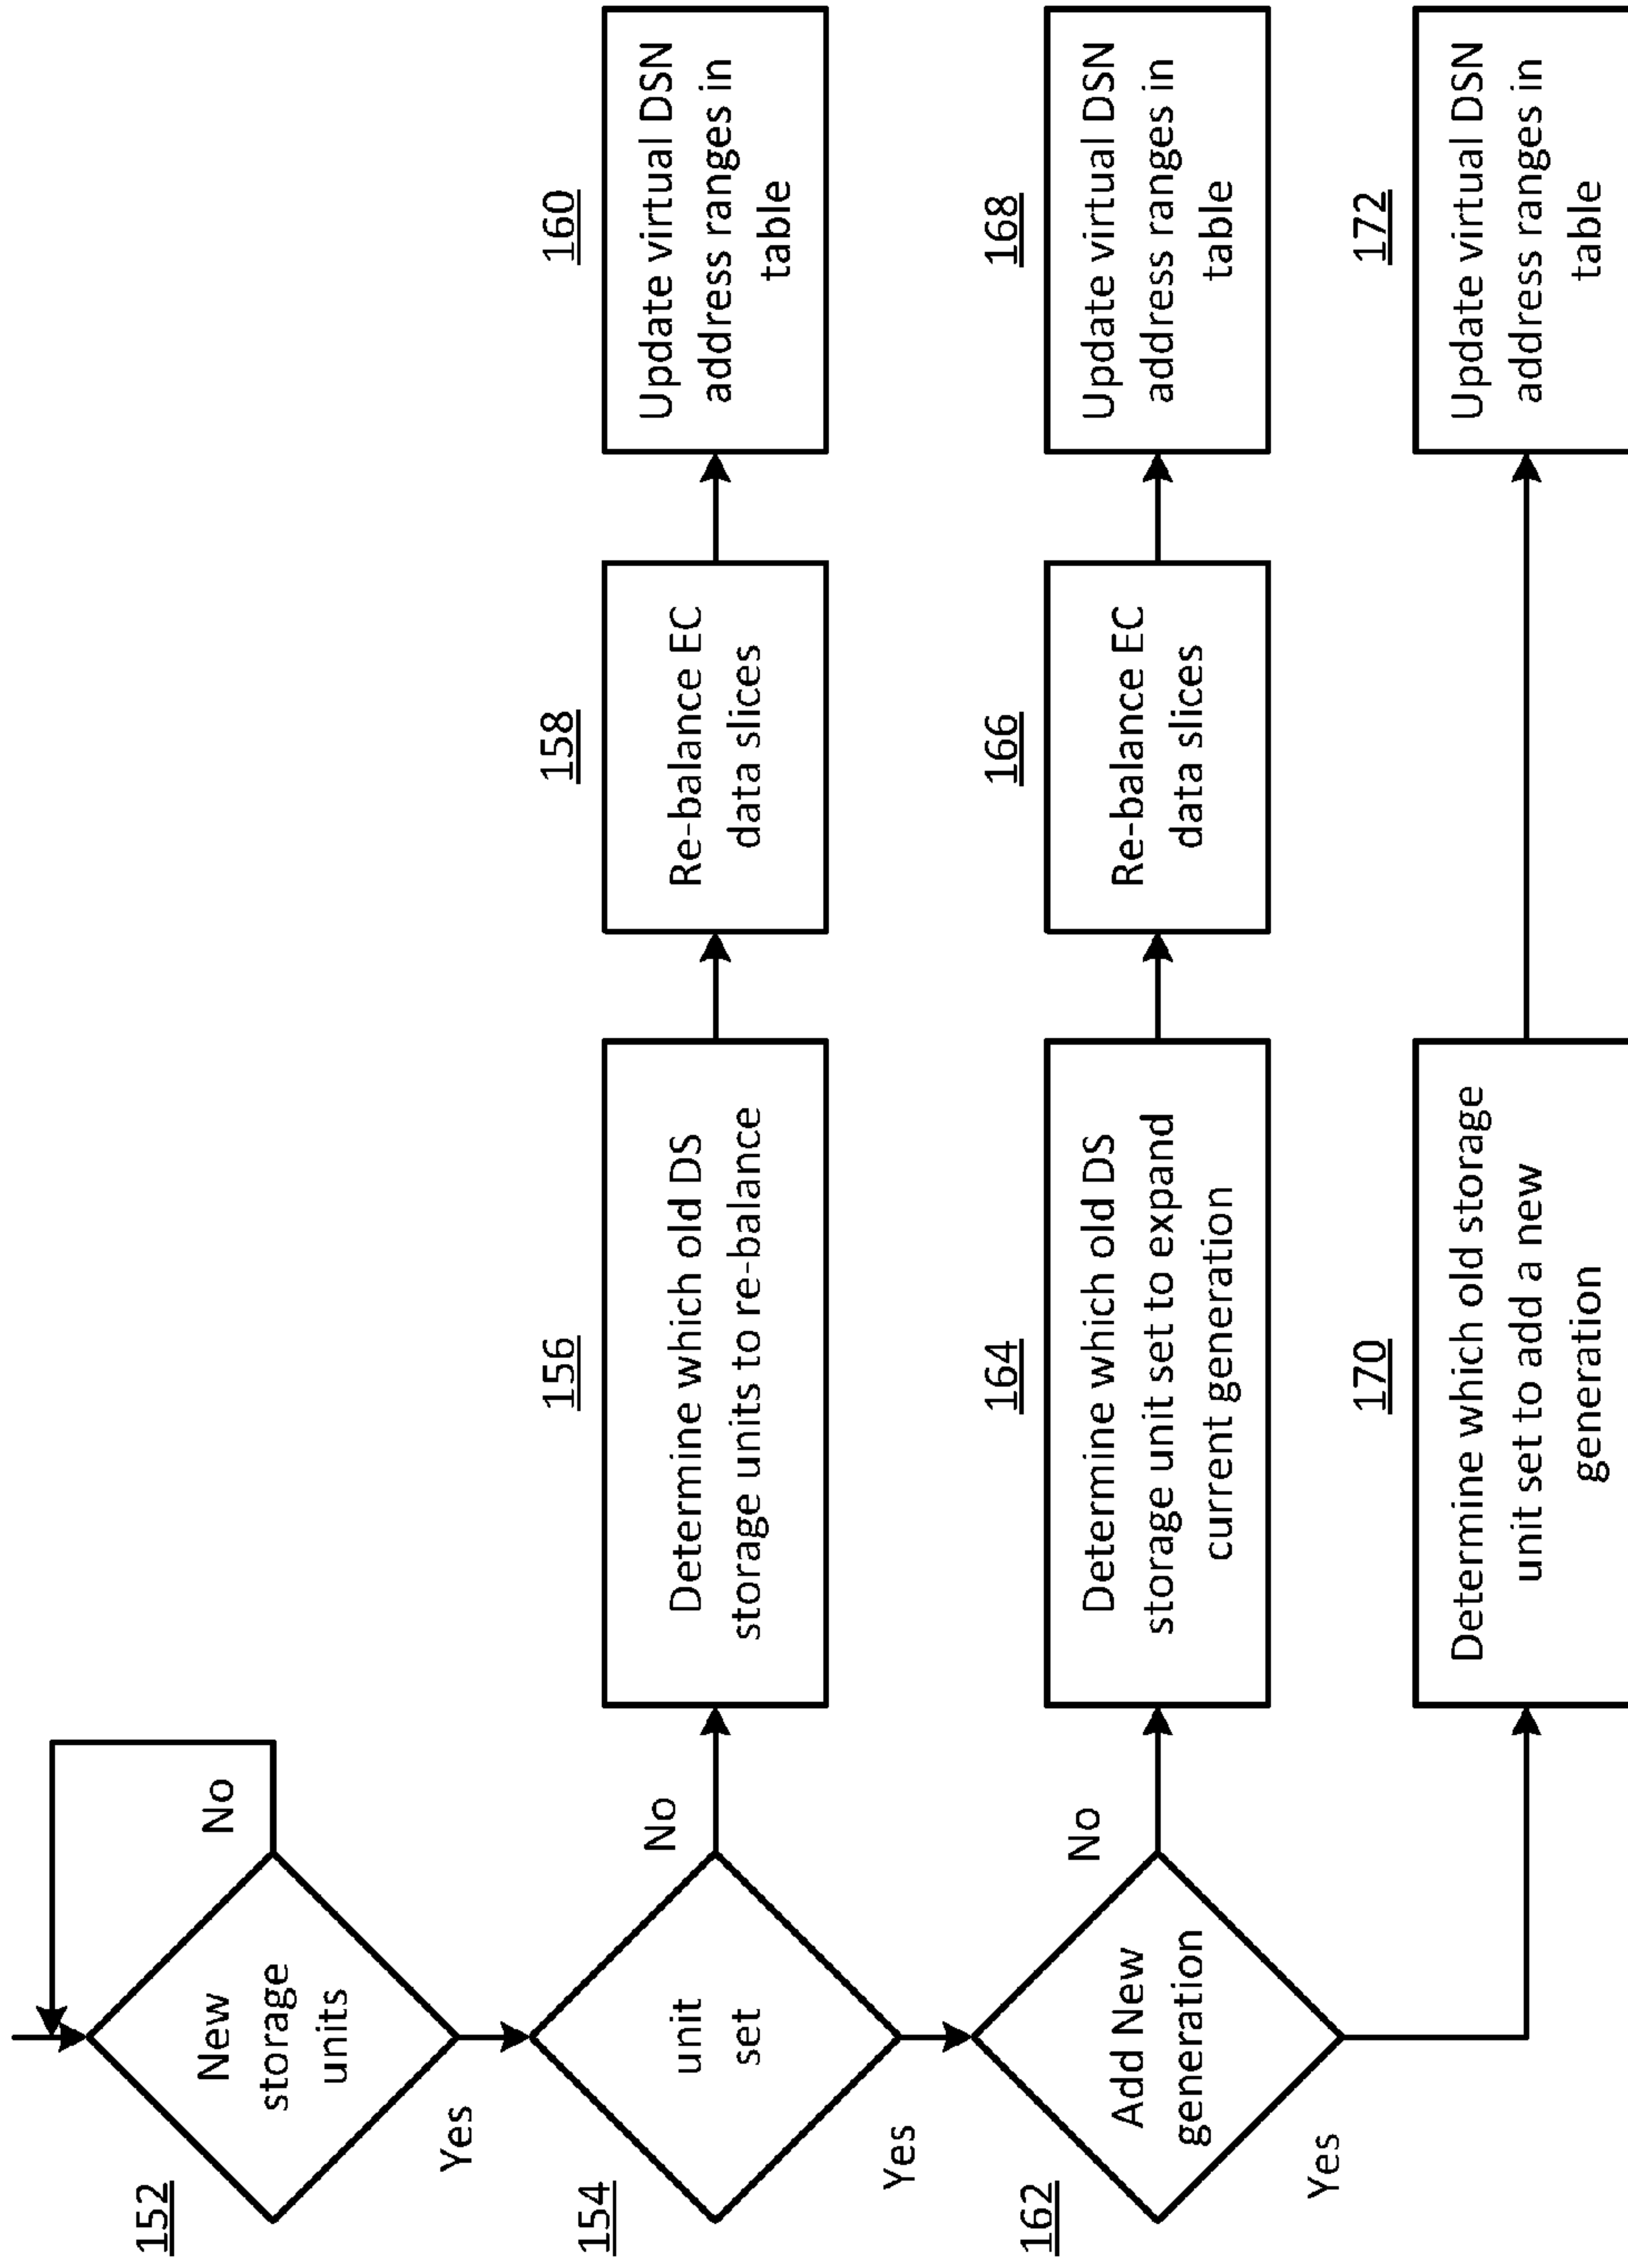 152
New
storage
units
No
Yes
154
unit
set
No
Yes
156
Determine which old DS
storage units to re-balance
158
Re-balance EC
data slices
160
Update virtual DSN
address ranges in
table
162
Add New
generation
No
Yes
164
Determine which old DS
storage unit set to expand
current generation
166
Re-balance EC
data slices
168
Update virtual DSN
address ranges in
table
170
Determine which old storage
unit set to add a new
generation
172
Update virtual DSN
address ranges in
table